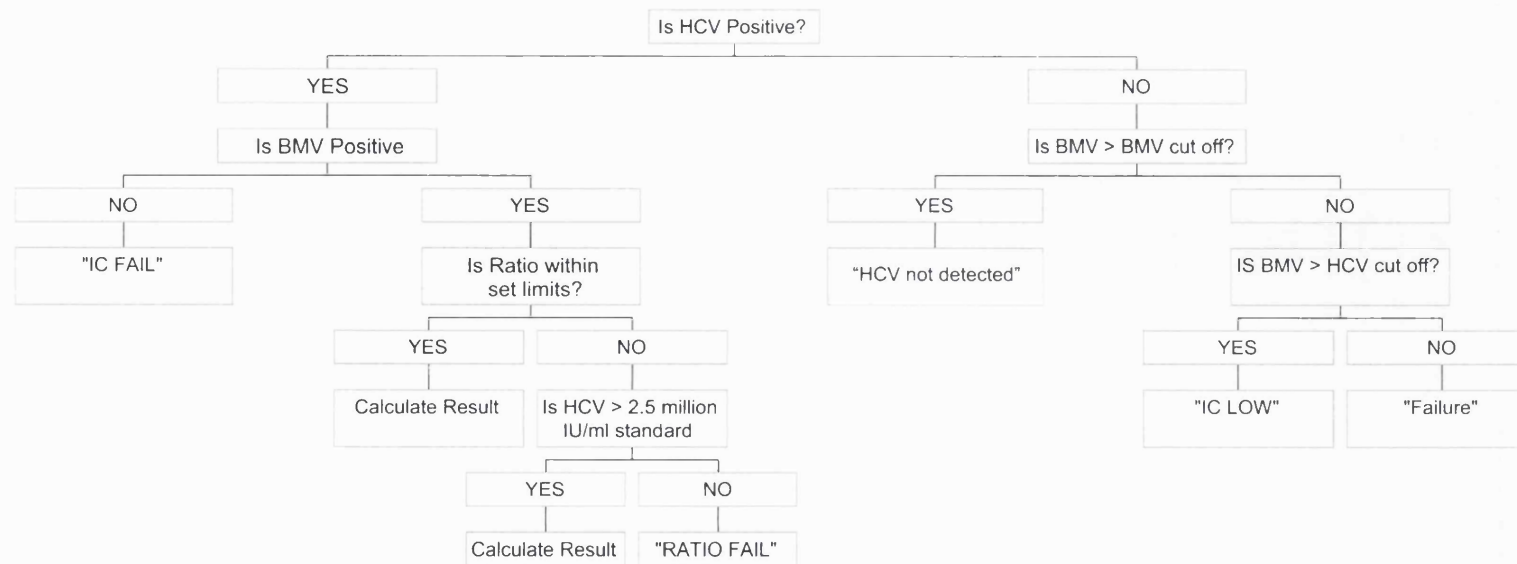 Is HCV Positive?
YES
NO
Is BMV Positive
Is BMV > BMV cut off?
NO
YES
YES
NO
"IC FAIL"
Is Ratio within
set limits?
“HCV not detected”
IS BMV > HCV cut off?
YES
NO
YES
NO
Calculate Result
Is HCV > 2.5 million
IU/ml standard
"IC LOW"
"Failure"
YES
NO
Calculate Result
"RATIO FAIL"